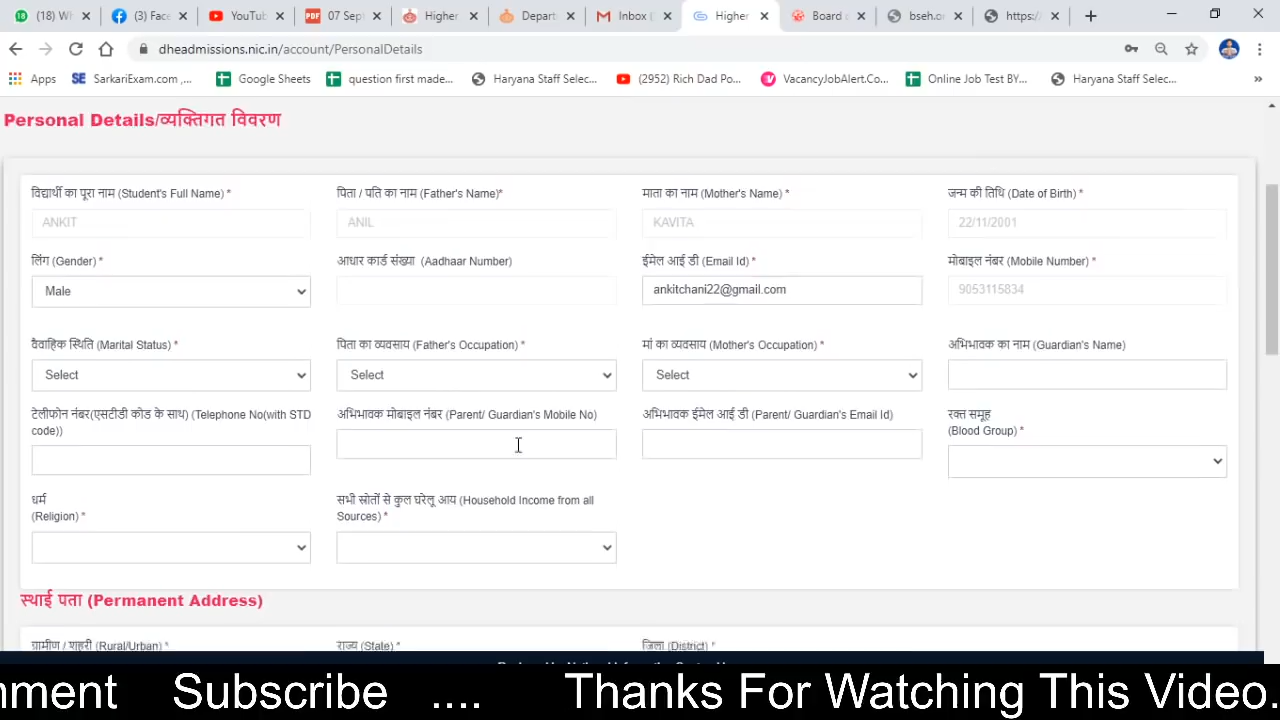 (18) Wh
(3) Face
YouTub
07 Sept
Higher
Depart
Inbox (
Higher
Board o
bseh.or
https:/
dheadmissions.nic.in/account/PersonalDetails
Apps
SarkariExam.com ,...
Google Sheets
question first made...
Haryana Staff Selec...
(2952) Rich Dad Po...
VacancyJobAlert.Co...
Online Job Test BY...
Haryana Staff Selec...
»
Personal Details/व्यक्तिगत विवरण
विद्यार्थी का पूरा नाम (Student's Full Name) *
पिता / पति का नाम (Father's Name)*
माता का नाम (Mother's Name) *
जन्म की तिथि (Date of Birth) *
ANKIT
ANIL
KAVITA
22/11/2001
लिंग (Gender) *
आधार कार्ड संख्या (Aadhaar Number)
ईमेल आई डी (Email Id) *
मोबाइल नंबर (Mobile Number) *
Male
ankitchani22@gmail.com
9053115834
वैवाहिक स्थिति (Marital Status) *
पिता का व्यवसाय (Father's Occupation) *
मां का व्यवसाय (Mother's Occupation) *
अभिभावक का नाम (Guardian's Name)
Select
Select
Select
टेलीफोन नंबर(एसटीडी कोड के साथ) (Telephone No(with STD
code))
अभिभावक मोबाइल नंबर (Parent/ Guardian's Mobile No)
अभिभावक ईमेल आई डी (Parent/ Guardian's Email Id)
रक्त समूह
(Blood Group) *
धर्म
(Religion) *
सभी स्रोतों से कुल घरेलू आय (Household Income from all
Sources) *
स्थाई पता (Permanent Address)
ग्रामीण / शहरी (Rural/Urban) *
राज्य (State) *
जिला (District) *
nment Subscribe .... Thanks For Watching This Video.